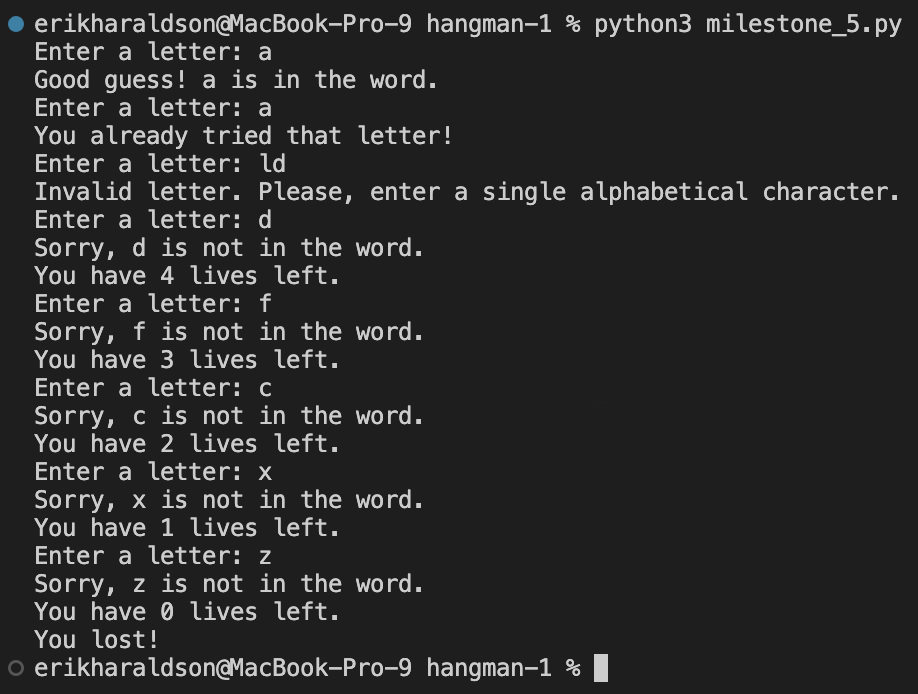 erikharaldson@MacBook-Pro-9 hangman-1 % python3 milestone_5.py
Enter a letter: a
Good guess! a is in the word.
Enter a letter: a
You already tried that letter!
Enter a letter: ld
Invalid letter. Please, enter a single alphabetical character.
Enter a letter: d
Sorry, d is not in the word.
You have 4 lives left.
Enter a letter: f
Sorry, f is not in the word.
You have 3 lives left.
Enter a letter: c
Sorry, c is not in the word.
You have 2 lives left.
Enter a letter: x
Sorry, x is not in the word.
You have 1 lives left.
Enter a letter: z
Sorry, z is not in the word.
You have 0 lives left.
You lost!
erikharaldson@MacBook-Pro-9 hangman-1 %